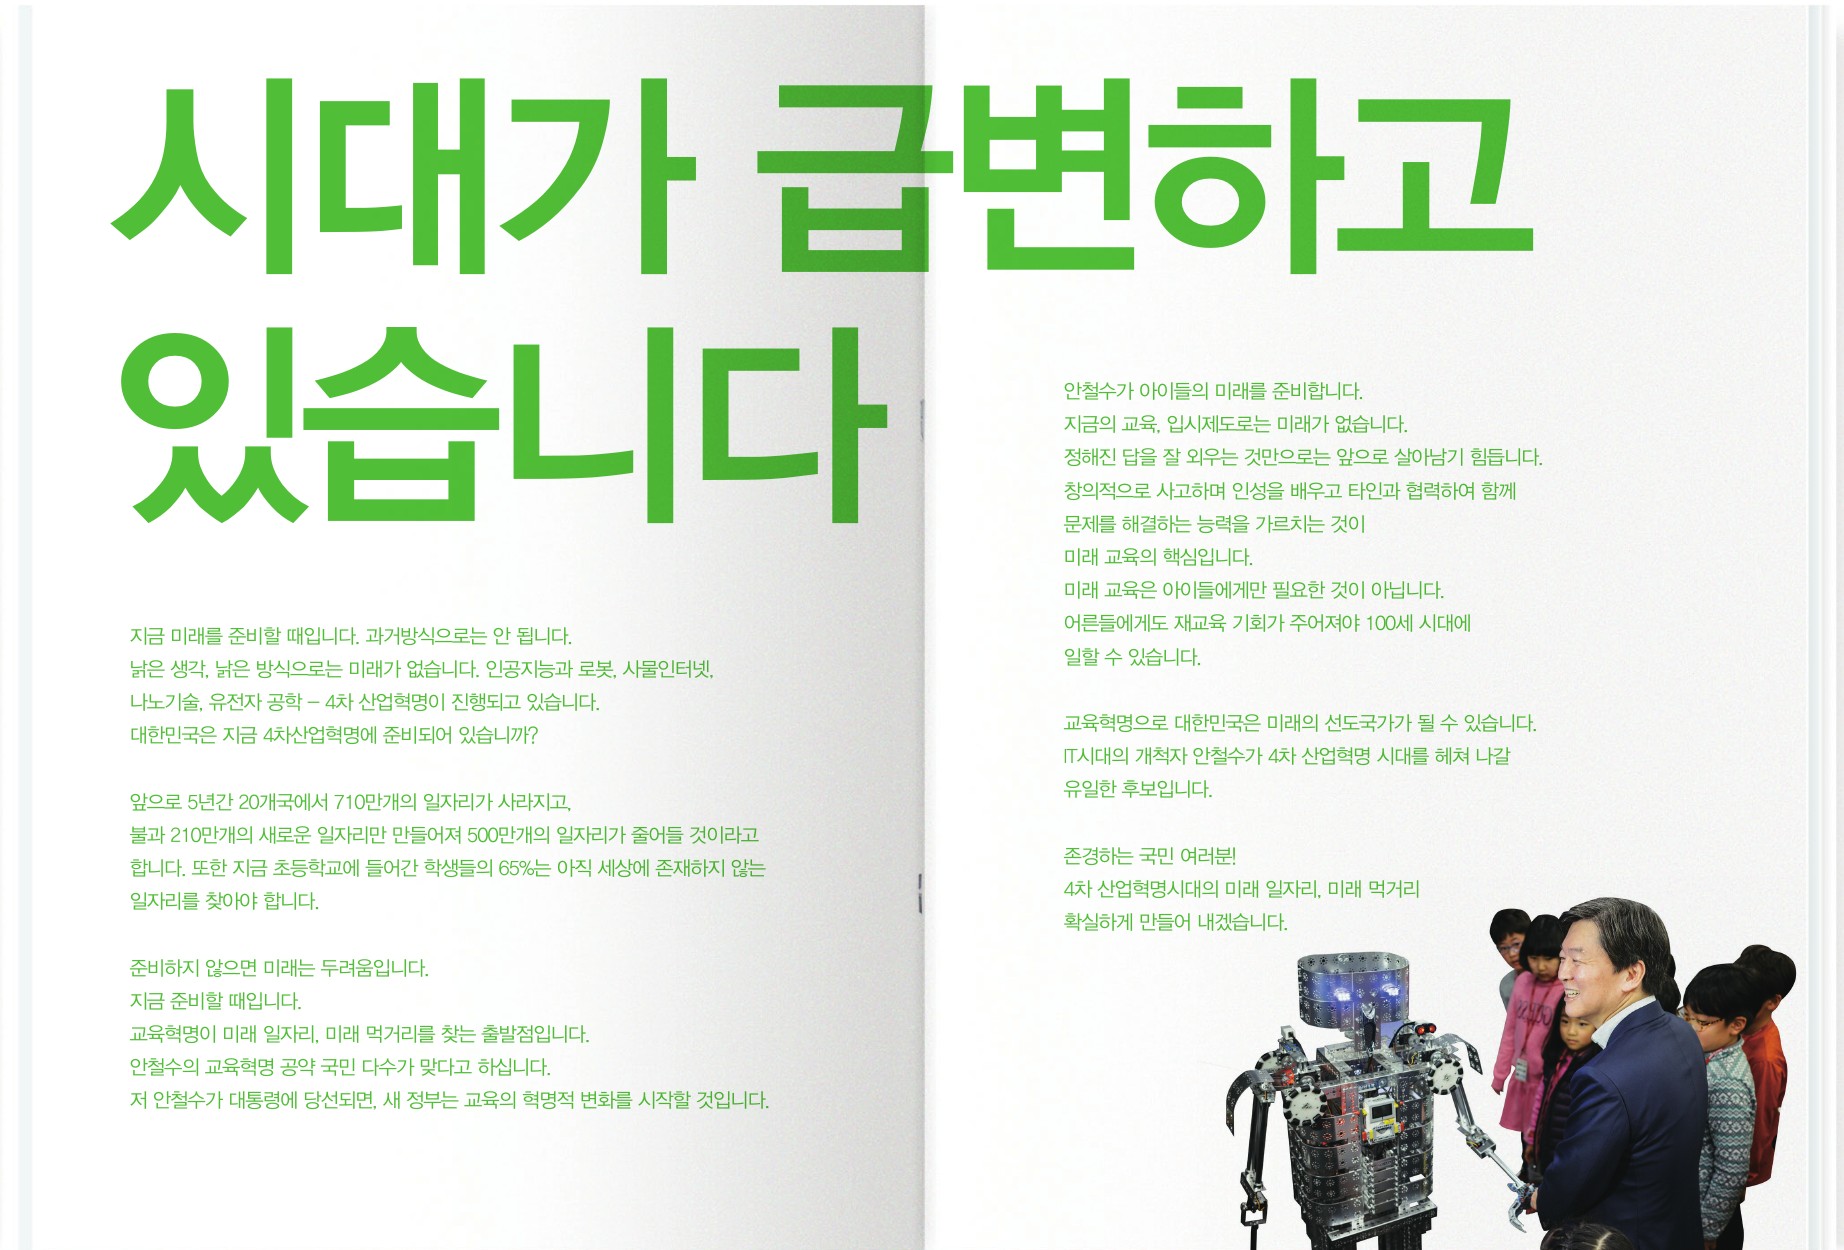 시대가 급변하고
있습니다
지금 미래를 준비할 때입니다. 과거방식으로는 안 됩니다.
낡은 생각, 낡은 방식으로는 미래가 없습니다. 인공지능과 로봇, 사물인터넷,
나노기술, 유전자 공학 – 4차 산업혁명이 진행되고 있습니다.
대한민국은 지금 4차산업혁명에 준비되어 있습니까?
앞으로 5년간 20개국에서 710만개의 일자리가 사라지고,
불과 210만개의 새로운 일자리만 만들어져 500만개의 일자리가 줄어들 것이라고
합니다. 또한 지금 초등학교에 들어간 학생들의 65%는 아직 세상에 존재하지 않는
일자리를 찾아야 합니다.
준비하지 않으면 미래는 두려움입니다.
지금 준비할 때입니다.
교육혁명이 미래 일자리, 미래 먹거리를 찾는 출발점입니다.
안철수의 교육혁명 공약 국민 다수가 맞다고 하십니다.
저 안철수가 대통령에 당선되면, 새 정부는 교육의 혁명적 변화를 시작할 것입니다.
안철수가 아이들의 미래를 준비합니다.
지금의 교육, 입시제도로는 미래가 없습니다.
정해진 답을 잘 외우는 것만으로는 앞으로 살아남기 힘듭니다.
창의적으로 사고하며 인성을 배우고 타인과 협력하여 함께
문제를 해결하는 능력을 가르치는 것이
미래 교육의 핵심입니다.
미래 교육은 아이들에게만 필요한 것이 아닙니다.
어른들에게도 재교육 기회가 주어져야 100세 시대에
일할 수 있습니다.
교육혁명으로 대한민국은 미래의 선도국가가 될 수 있습니다.
IT시대의 개척자 안철수가 4차 산업혁명 시대를 헤쳐 나갈
유일한 후보입니다.
존경하는 국민 여러분!
4차 산업혁명시대의 미래 일자리, 미래 먹거리
확실하게 만들어 내겠습니다.